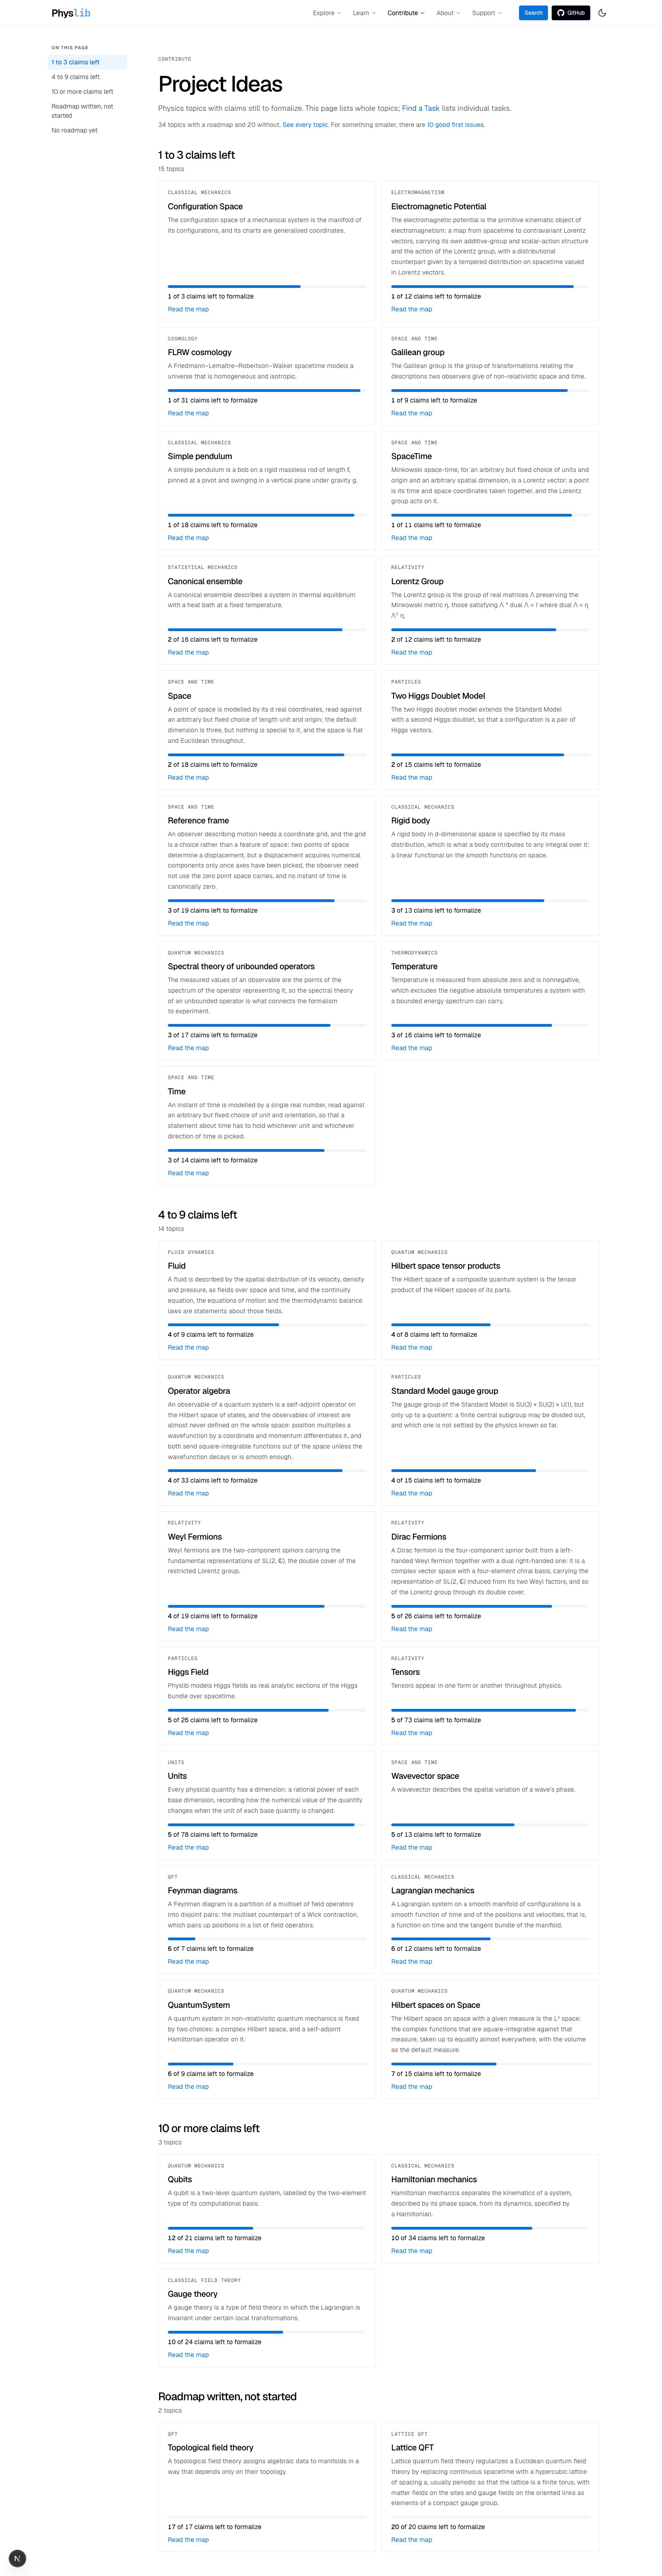 Physlib
Explore
Learn
Contribute
About
Support
Search
GitHub
ON THIS PAGE
1 to 3 claims left
4 to 9 claims left
10 or more claims left
Roadmap written, not
started
No roadmap yet
CONTRIBUTE
Project Ideas
Physics topics with claims still to formalize. This page lists whole topics; Find a Task lists individual tasks.
34 topics with a roadmap and 20 without. See every topic. For something smaller, there are 10 good first issues.
1 to 3 claims left
15 topics
CLASSICAL MECHANICS
Configuration Space
The configuration space of a mechanical system is the manifold of
its configurations, and its charts are generalised coordinates.
1 of 3 claims left to formalize
Read the map
ELECTROMAGNETISM
Electromagnetic Potential
The electromagnetic potential is the primitive kinematic object of
electromagnetism: a map from spacetime to contravariant Lorentz
vectors, carrying its own additive-group and scalar-action structure
and the action of the Lorentz group, with a distributional
counterpart given by a tempered distribution on spacetime valued
in Lorentz vectors.
1 of 12 claims left to formalize
Read the map
COSMOLOGY
FLRW cosmology
A Friedmann–Lemaître–Robertson–Walker spacetime models a
universe that is homogeneous and isotropic.
1 of 31 claims left to formalize
Read the map
SPACE AND TIME
Galilean group
The Galilean group is the group of transformations relating the
descriptions two observers give of non-relativistic space and time.
1 of 9 claims left to formalize
Read the map
CLASSICAL MECHANICS
Simple pendulum
A simple pendulum is a bob on a rigid massless rod of length ℓ,
pinned at a pivot and swinging in a vertical plane under gravity g.
1 of 18 claims left to formalize
Read the map
SPACE AND TIME
SpaceTime
Minkowski space-time, for an arbitrary but fixed choice of units and
origin and an arbitrary spatial dimension, is a Lorentz vector: a point
is its time and space coordinates taken together, and the Lorentz
group acts on it.
1 of 11 claims left to formalize
Read the map
STATISTICAL MECHANICS
Canonical ensemble
A canonical ensemble describes a system in thermal equilibrium
with a heat bath at a fixed temperature.
2 of 16 claims left to formalize
Read the map
RELATIVITY
Lorentz Group
The Lorentz group is the group of real matrices Λ preserving the
Minkowski metric η, those satisfying Λ * dual Λ = 1 where dual Λ = η
Λᵀ η.
2 of 12 claims left to formalize
Read the map
SPACE AND TIME
Space
A point of space is modelled by its d real coordinates, read against
an arbitrary but fixed choice of length unit and origin; the default
dimension is three, but nothing is special to it, and the space is flat
and Euclidean throughout.
2 of 18 claims left to formalize
Read the map
PARTICLES
Two Higgs Doublet Model
The two Higgs doublet model extends the Standard Model
with a second Higgs doublet, so that a configuration is a pair of
Higgs vectors.
2 of 15 claims left to formalize
Read the map
SPACE AND TIME
Reference frame
An observer describing motion needs a coordinate grid, and the grid
is a choice rather than a feature of space: two points of space
determine a displacement, but a displacement acquires numerical
components only once axes have been picked, the observer need
not use the zero point space carries, and no instant of time is
canonically zero.
3 of 19 claims left to formalize
Read the map
CLASSICAL MECHANICS
Rigid body
A rigid body in d-dimensional space is specified by its mass
distribution, which is what a body contributes to any integral over it:
a linear functional on the smooth functions on space.
3 of 13 claims left to formalize
Read the map
QUANTUM MECHANICS
Spectral theory of unbounded operators
The measured values of an observable are the points of the
spectrum of the operator representing it, so the spectral theory
of an unbounded operator is what connects the formalism
to experiment.
3 of 17 claims left to formalize
Read the map
THERMODYNAMICS
Temperature
Temperature is measured from absolute zero and is nonnegative,
which excludes the negative absolute temperatures a system with
a bounded energy spectrum can carry.
3 of 16 claims left to formalize
Read the map
SPACE AND TIME
Time
An instant of time is modelled by a single real number, read against
an arbitrary but fixed choice of unit and orientation, so that a
statement about time has to hold whichever unit and whichever
direction of time is picked.
3 of 14 claims left to formalize
Read the map
4 to 9 claims left
14 topics
FLUID DYNAMICS
Fluid
A fluid is described by the spatial distribution of its velocity, density
and pressure, as fields over space and time, and the continuity
equation, the equations of motion and the thermodynamic balance
laws are statements about those fields.
4 of 9 claims left to formalize
Read the map
QUANTUM MECHANICS
Hilbert space tensor products
The Hilbert space of a composite quantum system is the tensor
product of the Hilbert spaces of its parts.
4 of 8 claims left to formalize
Read the map
QUANTUM MECHANICS
Operator algebra
An observable of a quantum system is a self-adjoint operator on
the Hilbert space of states, and the observables of interest are
almost never defined on the whole space: position multiplies a
wavefunction by a coordinate and momentum differentiates it, and
both send square-integrable functions out of the space unless the
wavefunction decays or is smooth enough.
4 of 33 claims left to formalize
Read the map
PARTICLES
Standard Model gauge group
The gauge group of the Standard Model is SU(3) × SU(2) × U(1), but
only up to a quotient: a finite central subgroup may be divided out,
and which one is not settled by the physics known so far.
4 of 15 claims left to formalize
Read the map
RELATIVITY
Weyl Fermions
Weyl fermions are the two-component spinors carrying the
fundamental representations of SL(2, ℂ), the double cover of the
restricted Lorentz group.
4 of 19 claims left to formalize
Read the map
RELATIVITY
Dirac Fermions
A Dirac fermion is the four-component spinor built from a left-
handed Weyl fermion together with a dual right-handed one: it is a
complex vector space with a four-element chiral basis, carrying the
representation of SL(2, ℂ) induced from its two Weyl factors, and so
of the Lorentz group through its double cover.
5 of 26 claims left to formalize
Read the map
PARTICLES
Higgs Field
Physlib models Higgs fields as real analytic sections of the Higgs
bundle over spacetime.
5 of 26 claims left to formalize
Read the map
RELATIVITY
Tensors
Tensors appear in one form or another throughout physics.
5 of 73 claims left to formalize
Read the map
UNITS
Units
Every physical quantity has a dimension: a rational power of each
base dimension, recording how the numerical value of the quantity
changes when the unit of each base quantity is changed.
5 of 78 claims left to formalize
Read the map
SPACE AND TIME
Wavevector space
A wavevector describes the spatial variation of a wave's phase.
5 of 13 claims left to formalize
Read the map
QFT
Feynman diagrams
A Feynman diagram is a partition of a multiset of field operators
into disjoint pairs: the multiset counterpart of a Wick contraction,
which pairs up positions in a list of field operators.
6 of 7 claims left to formalize
Read the map
CLASSICAL MECHANICS
Lagrangian mechanics
A Lagrangian system on a smooth manifold of configurations is a
smooth function of time and of the positions and velocities, that is,
a function on time and the tangent bundle of the manifold.
6 of 12 claims left to formalize
Read the map
QUANTUM MECHANICS
QuantumSystem
A quantum system in non-relativistic quantum mechanics is fixed
by two choices: a complex Hilbert space, and a self-adjoint
Hamiltonian operator on it.
6 of 9 claims left to formalize
Read the map
QUANTUM MECHANICS
Hilbert spaces on Space
The Hilbert space on space with a given measure is the L² space:
the complex functions that are square-integrable against that
measure, taken up to equality almost everywhere, with the volume
as the default measure.
7 of 15 claims left to formalize
Read the map
10 or more claims left
3 topics
QUANTUM MECHANICS
Qubits
A qubit is a two-level quantum system, labelled by the two-element
type of its computational basis.
12 of 21 claims left to formalize
Read the map
CLASSICAL MECHANICS
Hamiltonian mechanics
Hamiltonian mechanics separates the kinematics of a system,
described by its phase space, from its dynamics, specified by
a Hamiltonian.
10 of 34 claims left to formalize
Read the map
CLASSICAL FIELD THEORY
Gauge theory
A gauge theory is a type of field theory in which the Lagrangian is
invariant under certain local transformations.
10 of 24 claims left to formalize
Read the map
Roadmap written, not started
2 topics
QFT
Topological field theory
A topological field theory assigns algebraic data to manifolds in a
way that depends only on their topology.
17 of 17 claims left to formalize
Read the map
LATTICE QFT
Lattice QFT
Lattice quantum field theory regularizes a Euclidean quantum field
theory by replacing continuous spacetime with a hypercubic lattice
of spacing a, usually periodic so that the lattice is a finite torus, with
matter fields on the sites and gauge fields on the oriented links as
elements of a compact gauge group.
20 of 20 claims left to formalize
Read the map
N